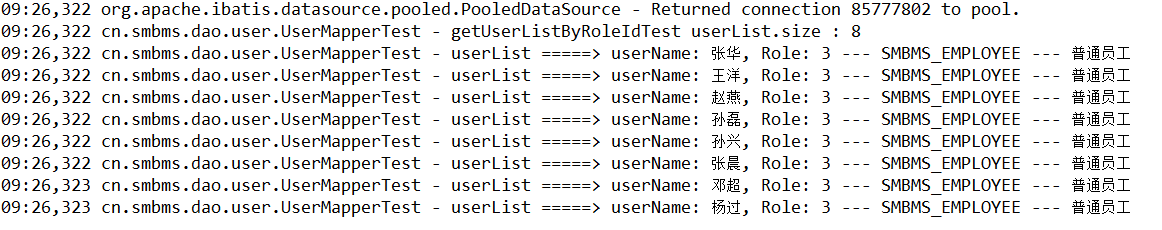 09:26,322 org.apache.ibatis.datasource.pooled.PooledDataSource - Returned connection 85777802 to pool.
09:26,322 cn.smbms.dao.user.UserMapperTest - getUserListByRoleIdTest userList.size : 8
09:26,322 cn.smbms.dao.user.UserMapperTest - userList =====> userName: 张华, Role: 3 --- SMBMS_EMPLOYEE --- 普通员工
09:26,322 cn.smbms.dao.user.UserMapperTest - userList =====> userName: 王洋, Role: 3 --- SMBMS_EMPLOYEE --- 普通员工
09:26,322 cn.smbms.dao.user.UserMapperTest - userList =====> userName: 赵燕, Role: 3 --- SMBMS_EMPLOYEE --- 普通员工
09:26,322 cn.smbms.dao.user.UserMapperTest - userList =====> userName: 孙磊, Role: 3 --- SMBMS_EMPLOYEE --- 普通员工
09:26,322 cn.smbms.dao.user.UserMapperTest - userList =====> userName: 孙兴, Role: 3 --- SMBMS_EMPLOYEE --- 普通员工
09:26,322 cn.smbms.dao.user.UserMapperTest - userList =====> userName: 张晨, Role: 3 --- SMBMS_EMPLOYEE --- 普通员工
09:26,323 cn.smbms.dao.user.UserMapperTest - userList =====> userName: 邓超, Role: 3 --- SMBMS_EMPLOYEE --- 普通员工
09:26,323 cn.smbms.dao.user.UserMapperTest - userList =====> userName: 杨过, Role: 3 --- SMBMS_EMPLOYEE --- 普通员工